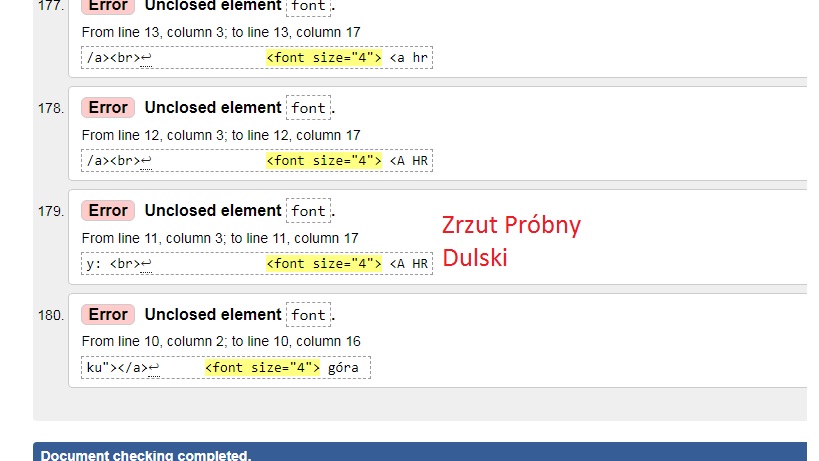 177. Error Unclosed element font.
From line 13, column 3; to line 13, column 17
/a><br>↩ <font size="4"> <a hr
178. Error Unclosed element font.
From line 12, column 3; to line 12, column 17
/a><br>↩ <font size="4"> <A HR
179. Error Unclosed element font.
From line 11, column 3; to line 11, column 17
y: <br>↩ <font size="4"> <A HR
Zrzut Próbny
Dulski
180. Error Unclosed element font.
From line 10, column 2; to line 10, column 16
ku"></a>↩ <font size="4"> góra
Document checking completed.